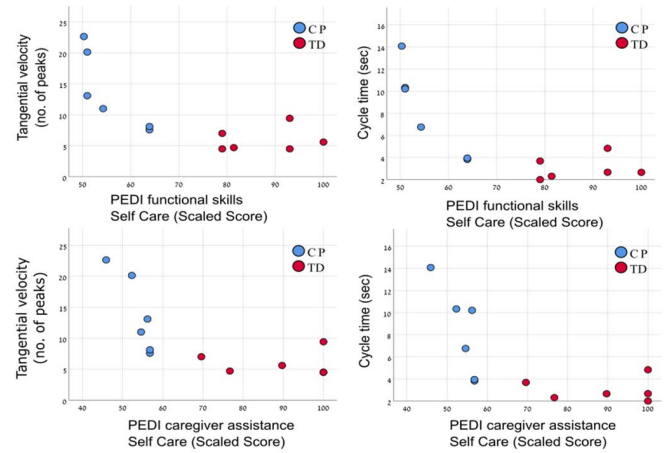 Tangential velocity
(no. of peaks)
25
20
15
10
5
0
50
60
70
80
90
100
CP
TD
PEDI functional skills
Self Care (Scaled Score)
Cycle time (sec)
16
14
12
10
8
6
4
2
50
60
70
80
90
100
CP
TD
PEDI functional skills
Self Care (Scaled Score)
Tangential velocity
(no. of peaks)
25
20
15
10
5
0
40
50
60
70
80
90
100
CP
TD
PEDI caregiver assistance
Self Care (Scaled Score)
Cycle time (sec)
16
14
12
10
8
6
4
2
40
50
60
70
80
90
100
CP
TD
PEDI caregiver assistance
Self Care (Scaled Score)